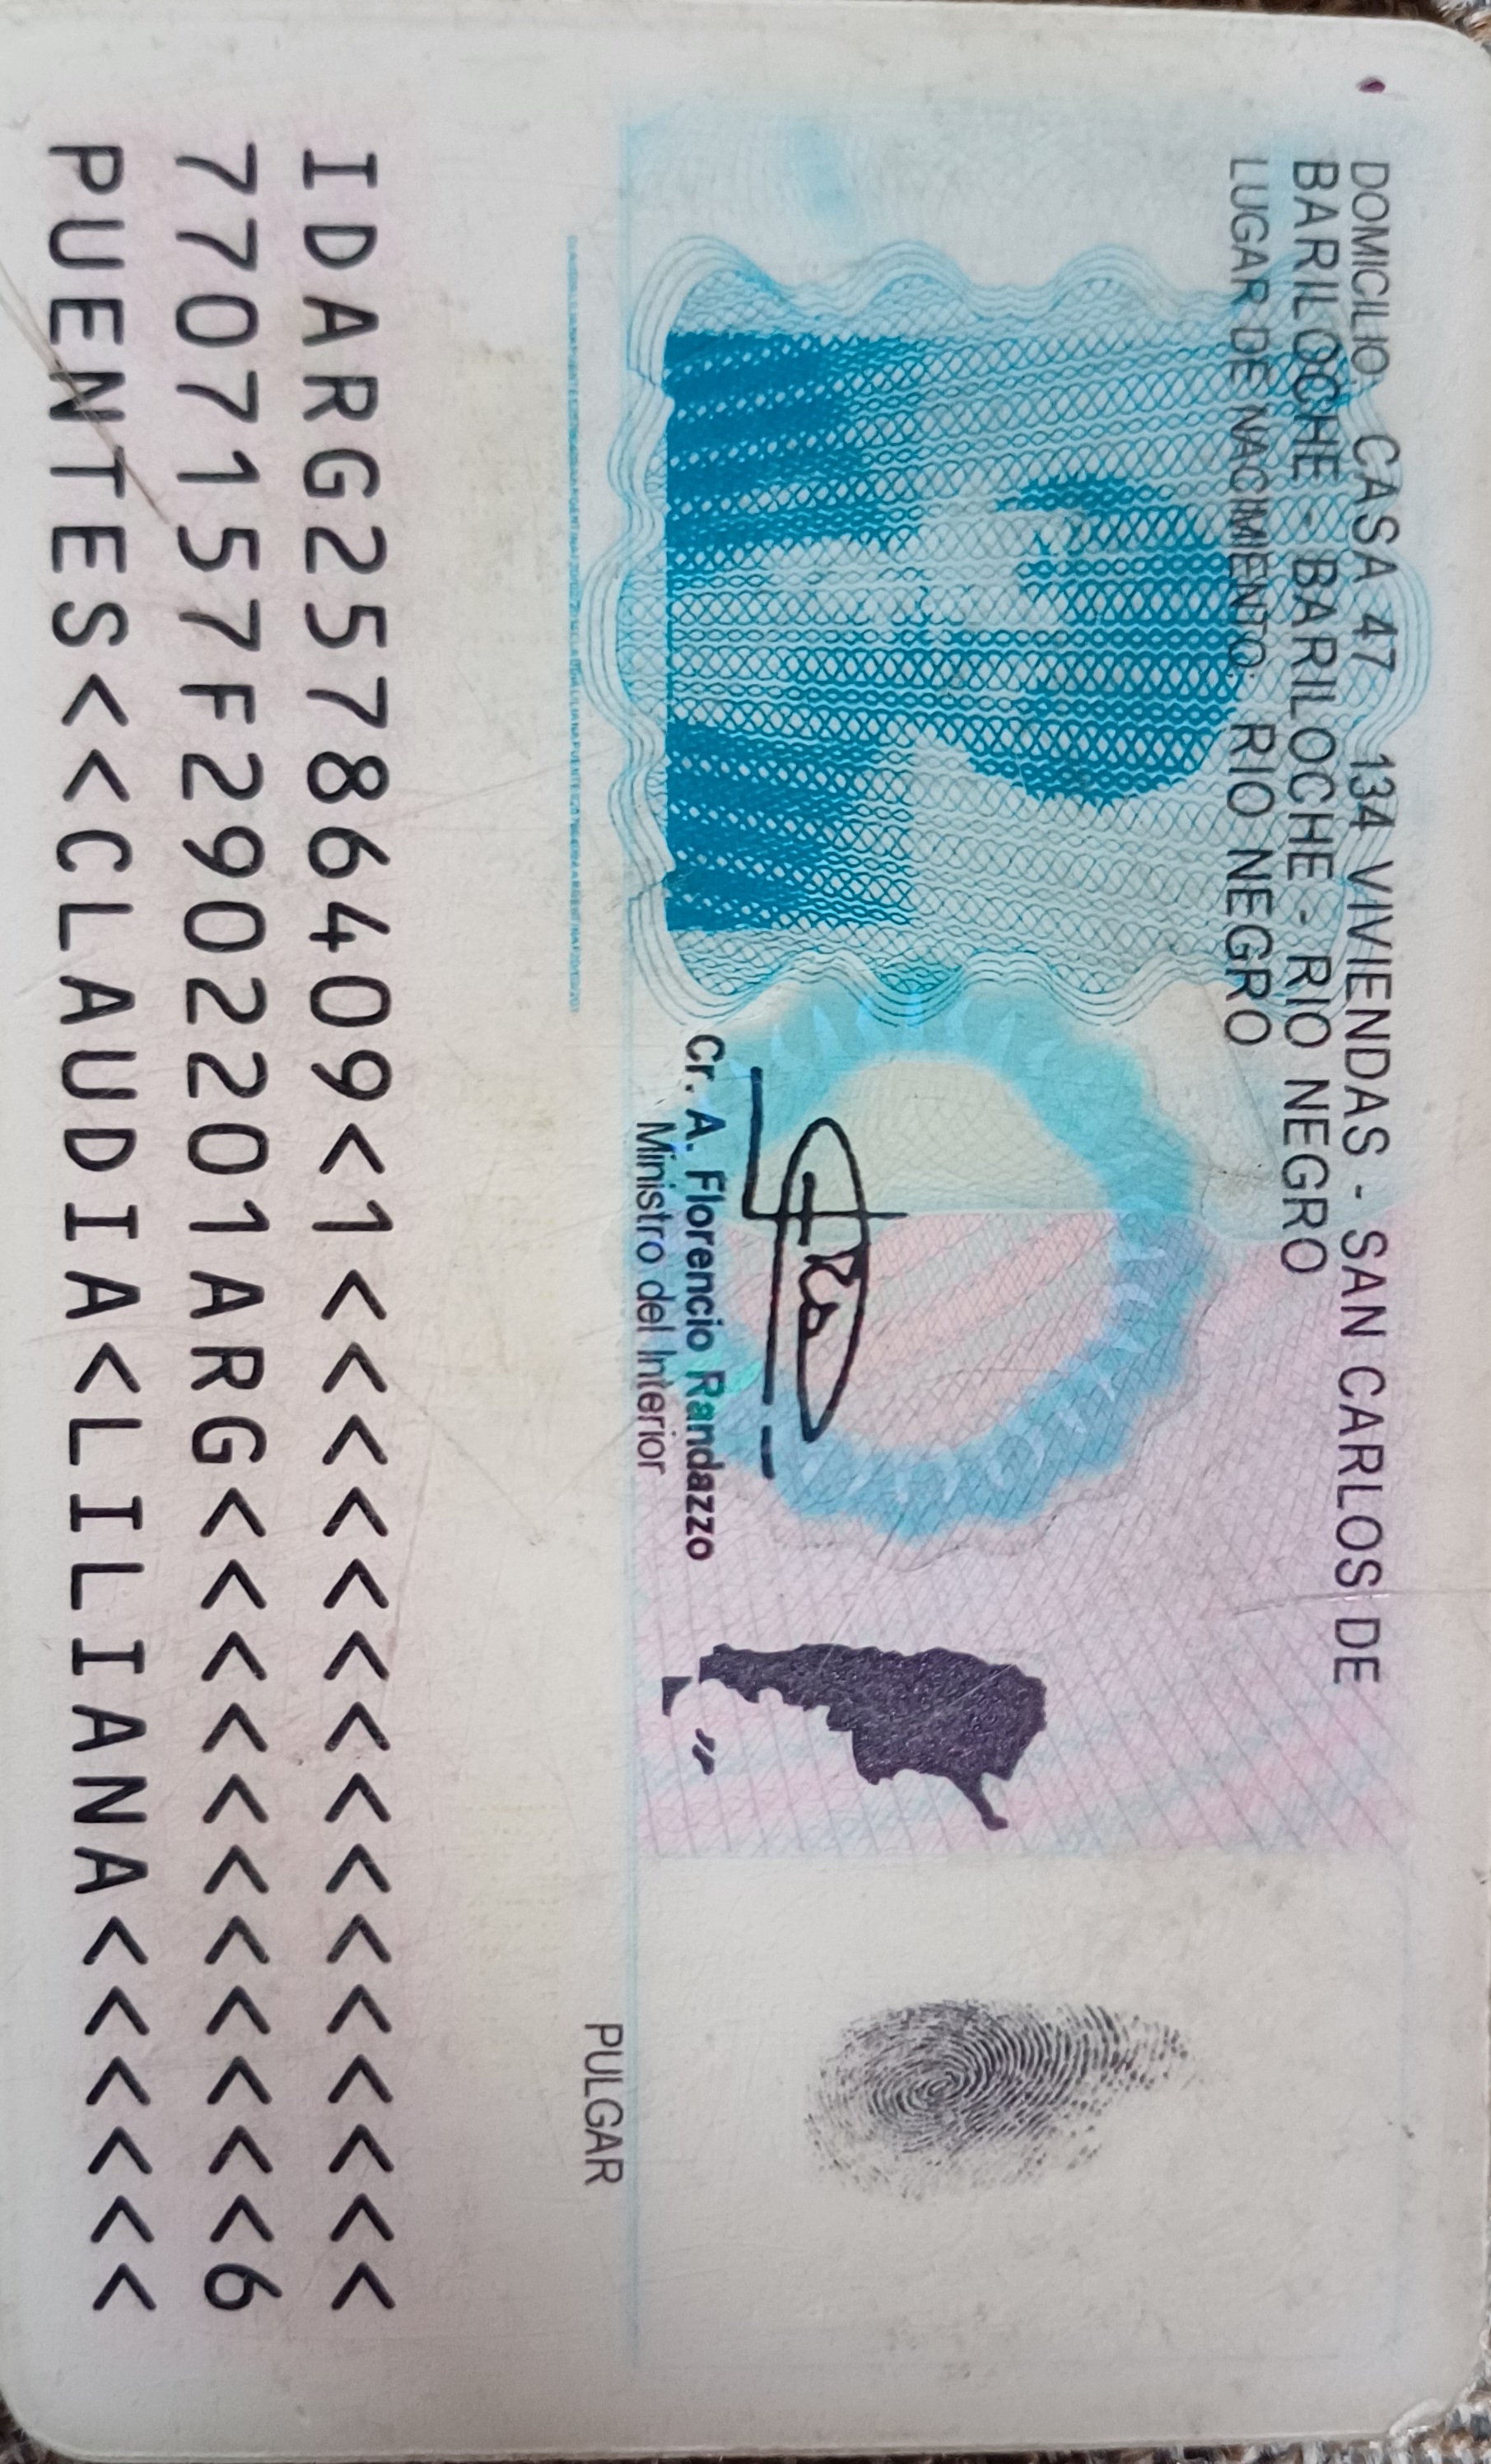 DOMICILIO: CASA 47 134 VIVIENDAS - SAN CARLOS DE
BARILOCHE - BARILOCHE - RIO NEGRO
LUGAR DE NACIMIENTO: RIO NEGRO
Cr. A. Florencio Randazzo
Ministro del Interior
PULGAR
IDARG25786409<1<<<<<<<<<<<<<<<
7707157F2902201ARG<<<<<<<<<<<6
PUENTES<<CLAUDIA<LILIANA<<<<<<